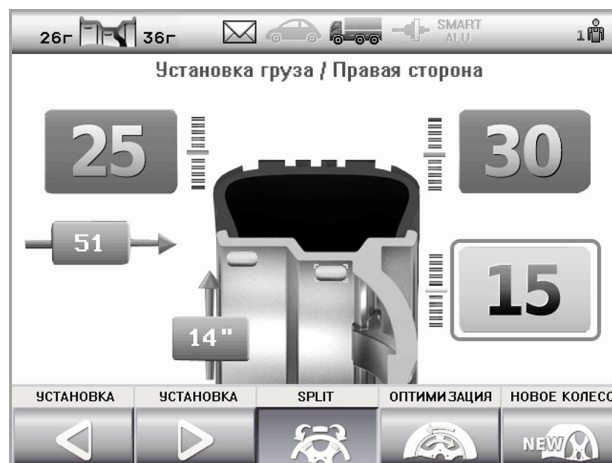 26г 36г SMART ALU 1
Установка груза / Правая сторона
25 30
51
15
14"
УСТАНОВКА УСТАНОВКА SPLIT ОПТИМИЗАЦИЯ НОВОЕ КОЛЕСО
NEW